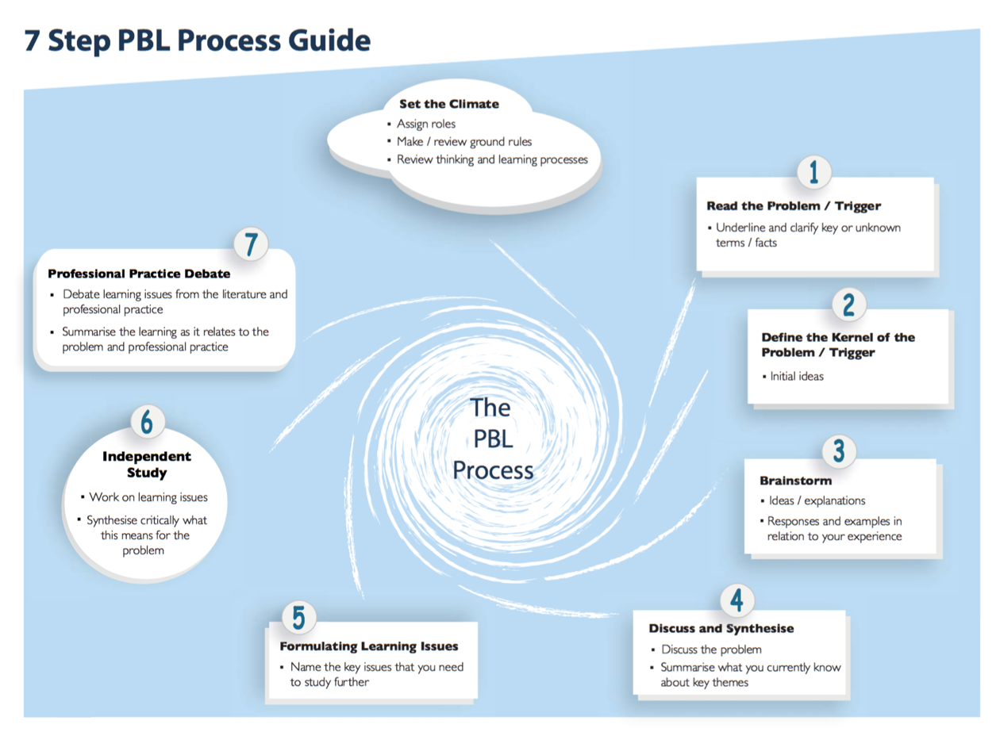 7 Step PBL Process Guide
Set the Climate
▪ Assign roles
▪ Make / review ground rules
▪ Review thinking and learning processes
1
Read the Problem / Trigger
▪ Underline and clarify key or unknown
terms / facts
2
Define the Kernel of the
Problem / Trigger
▪ Initial ideas
3
Brainstorm
▪ Ideas / explanations
▪ Responses and examples in
relation to your experience
4
Discuss and Synthesise
▪ Discuss the problem
▪ Summarise what you currently know
about key themes
5
Formulating Learning Issues
▪ Name the key issues that you need
to study further
6
Independent
Study
▪ Work on learning issues
▪ Synthesise critically what
this means for the
problem
7
Professional Practice Debate
▪ Debate learning issues from the literature and
professional practice
▪ Summarise the learning as it relates to the
problem and professional practice
The
PBL
Process